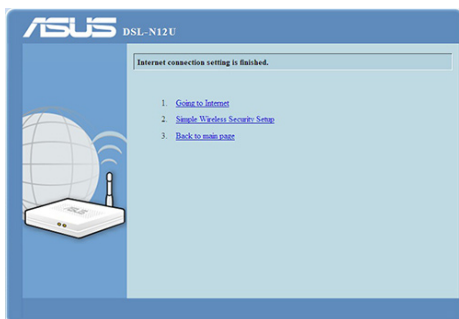 ASUS DSL-N12U
Internet connection setting is finished.
1. Going to Internet
2. Simple Wireless Security Setup
3. Back to main page